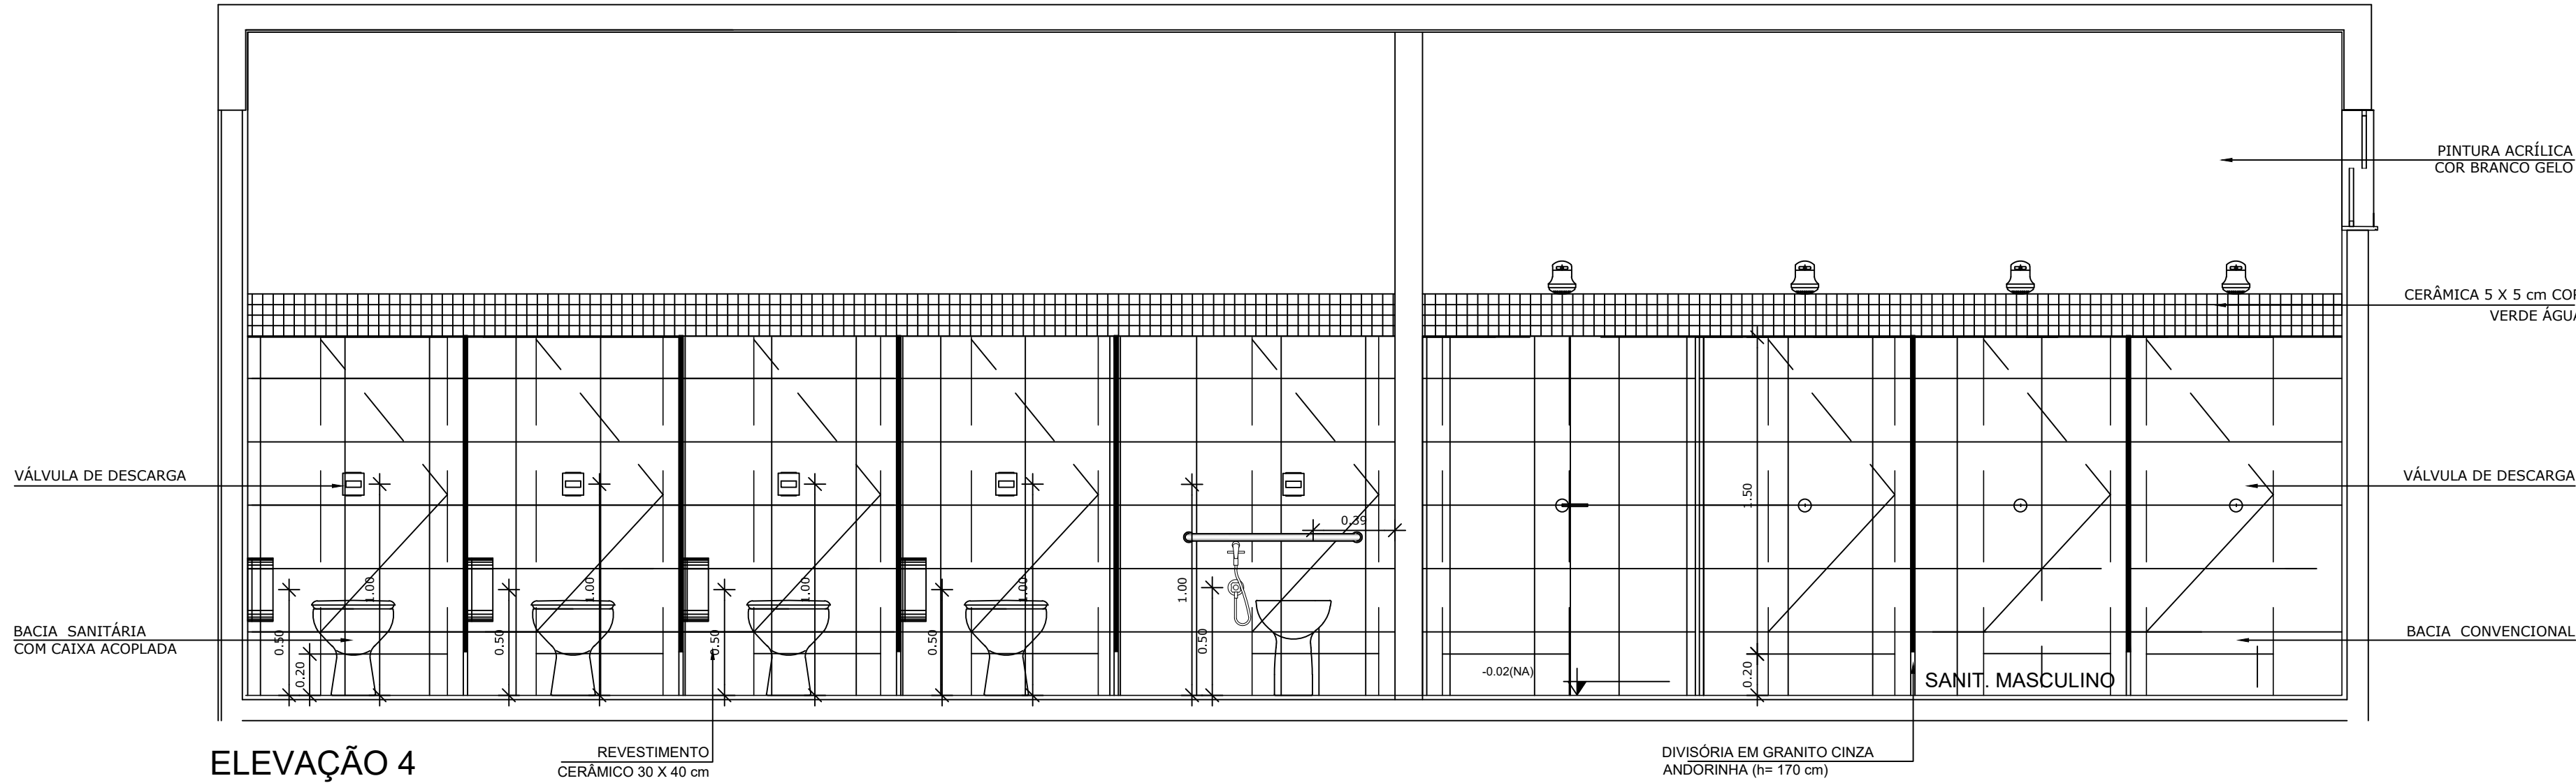 PINTURA ACRÍLICA
COR BRANCO GELO
CERÂMICA 5 X 5 cm COR
VERDE ÁGUA
VÁLVULA DE DESCARGA
VÁLVULA DE DESCARGA
0.39
1.50
1.00
1.00
1.00
1.00
1.00
BACIA SANITÁRIA
COM CAIXA ACOPLADA
0.50
0.50
0.50
0.50
0.50
BACIA CONVENCIONAL
0.20
-0.02(NA)
0.20
SANIT. MASCULINO
ELEVAÇÃO 4
REVESTIMENTO
CERÂMICO 30 X 40 cm
DIVISÓRIA EM GRANITO CINZA
ANDORINHA (h= 170 cm)